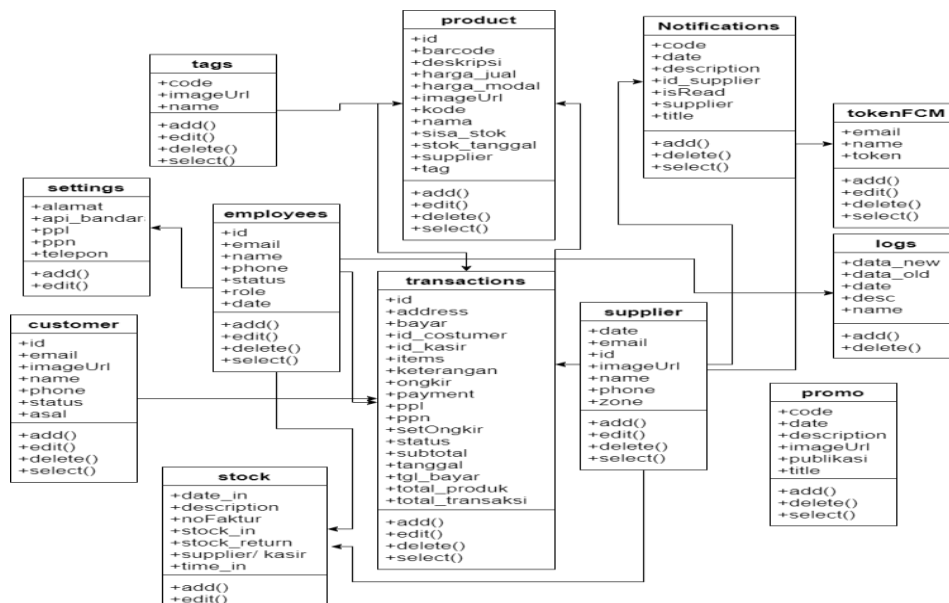 product
+id
+barcode
+deskripsi
+harga_jual
+harga_modal
+imageUrl
+kode
+nama
+sisa_stok
+stok_tanggal
+supplier
+tag
+add()
+edit()
+delete()
+select()
Notifications
+code
+date
+description
+id_supplier
+isRead
+supplier
+title
+add()
+delete()
+select()
tags
+code
+imageUrl
+name
+add()
+edit()
+delete()
+select()
tokenFCM
+email
+name
+token
+add()
+edit()
+delete()
+select()
settings
+alamat
+api_bandara
+ppl
+ppn
+telepon
+add()
+edit()
employees
+id
+email
+name
+phone
+status
+role
+date
+add()
+edit()
+delete()
+select()
logs
+data_new
+data_old
+date
+desc
+name
+add()
+delete()
transactions
+id
+address
+bayar
+id_costumer
+id_kasir
+items
+keterangan
+ongkir
+payment
+ppl
+ppn
+setOngkir
+status
+subtotal
+tanggal
+tgl_bayar
+total_produk
+total_transaksi
+add()
+edit()
+delete()
+select()
supplier
+date
+email
+id
+imageUrl
+name
+phone
+zone
+add()
+edit()
+delete()
+select()
customer
+id
+email
+imageUrl
+name
+phone
+status
+asal
+add()
+edit()
+delete()
+select()
promo
+code
+date
+description
+imageUrl
+publikasi
+title
+add()
+delete()
+select()
stock
+date_in
+description
+noFaktur
+stock_in
+stock_return
+supplier/ kasir
+time_in
+add()
+edit()